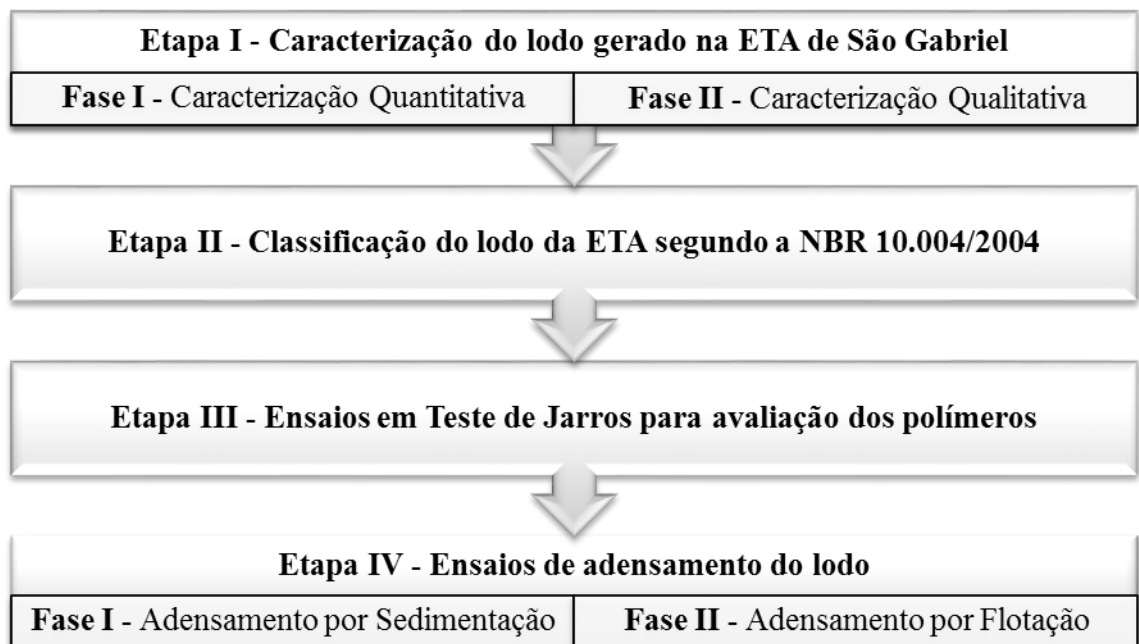 Etapa I - Caracterização do lodo gerado na ETA de São Gabriel
Fase I - Caracterização Quantitativa
Fase II - Caracterização Qualitativa
Etapa II - Classificação do lodo da ETA segundo a NBR 10.004/2004
Etapa III - Ensaios em Teste de Jarros para avaliação dos polímeros
Etapa IV - Ensaios de adensamento do lodo
Fase I - Adensamento por Sedimentação
Fase II - Adensamento por Flotação